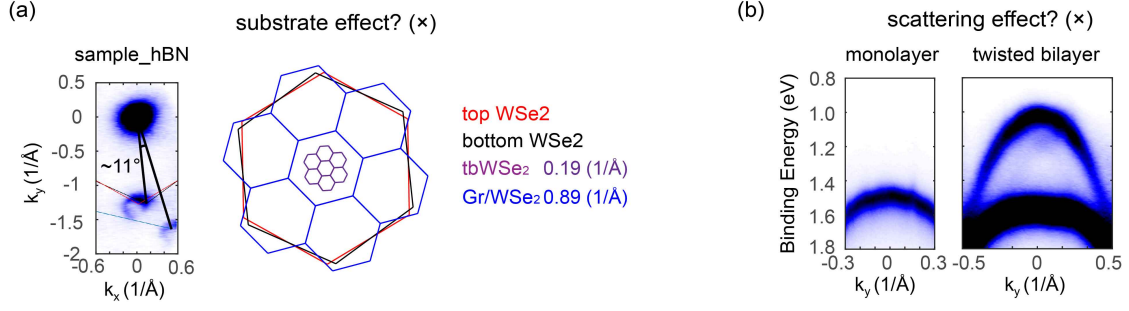 (a)
substrate effect? (×)
sample_hBN
0.5
0
-0.5
-1
-1.5
-2
k_y (1/Å)
~11°
-0.6 0 0.6
k_x (1/Å)
top WSe2
bottom WSe2
tbWSe₂ 0.19 (1/Å)
Gr/WSe₂ 0.89 (1/Å)
(b)
scattering effect? (×)
monolayer
twisted bilayer
Binding Energy (eV)
0.8
1.0
1.2
1.4
1.6
1.8
-0.3 0 0.3
k_y (1/Å)
-0.5 0 0.5
k_y (1/Å)